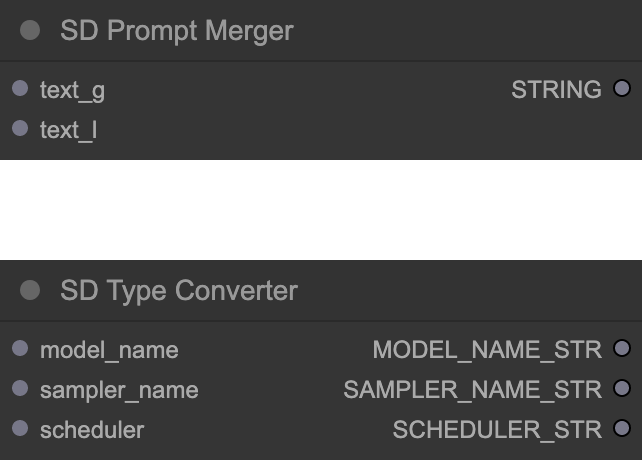 SD Prompt Merger
text_g STRING
text_l
SD Type Converter
model_name MODEL_NAME_STR
sampler_name SAMPLER_NAME_STR
scheduler SCHEDULER_STR